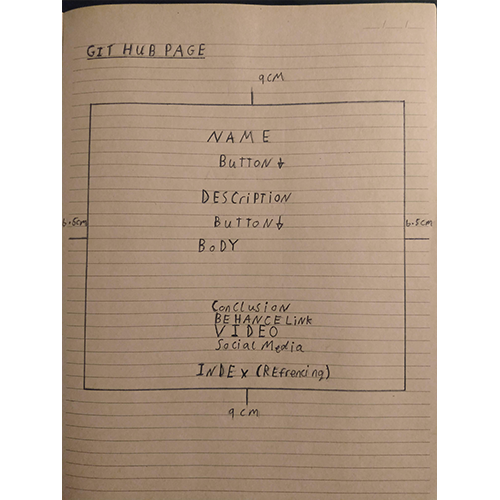 GIT HUB PAGE
9CM
NAME
BUTTON ↓
DESCRIPTION
6.5cm
BUTTON ↓
6.5cm
BODY
Conclusion
BEHANCE Link
VIDEO
Social Media
INDEX (REfrencing)
9CM